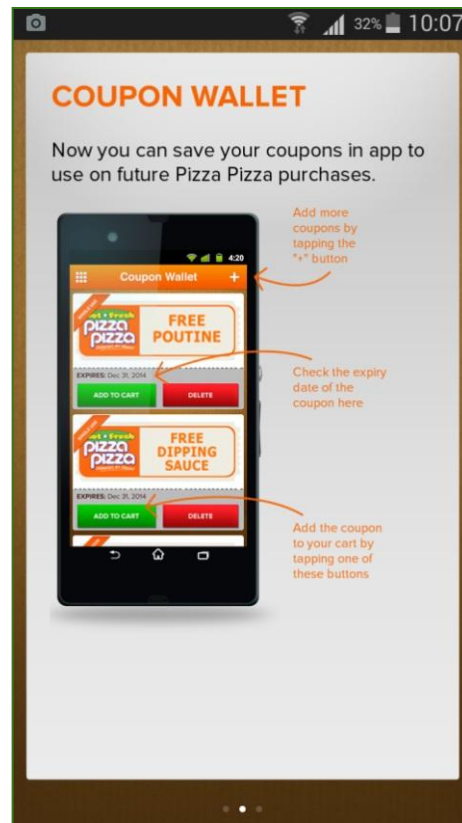 32% 10:07
COUPON WALLET
Now you can save your coupons in app to
use on future Pizza Pizza purchases.
Add more
coupons by
tapping the
"+" button
4:20
Coupon Wallet +
pizza
pizza
FREE
POUTINE
EXPIRES: Dec 31, 2014
ADD TO CART DELETE
Check the expiry
date of the
coupon here
pizza
pizza
FREE
DIPPING
SAUCE
EXPIRES: Dec 31, 2014
ADD TO CART DELETE
Add the coupon
to your cart by
tapping one of
these buttons